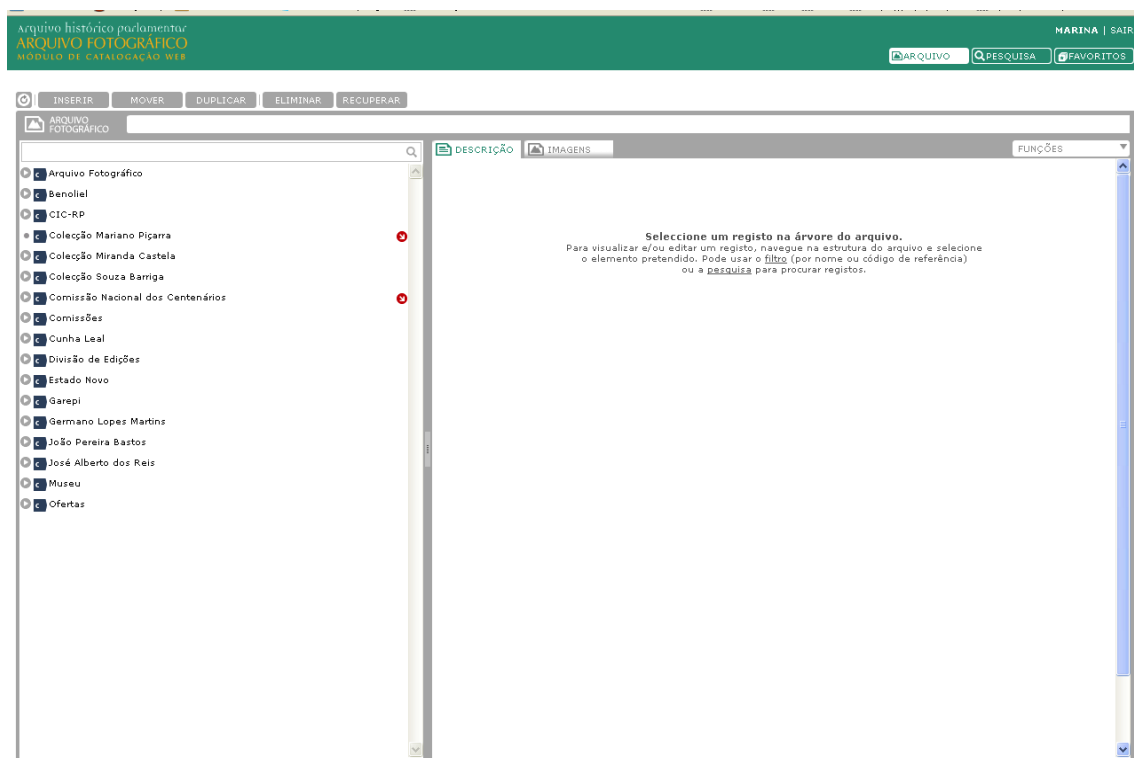 Arquivo histórico parlamentar
ARQUIVO FOTOGRÁFICO
MÓDULO DE CATALOGAÇÃO WEB
MARINA | SAIR
ARQUIVO PESQUISA FAVORITOS
INSERIR MOVER DUPLICAR ELIMINAR RECUPERAR
ARQUIVO
FOTOGRÁFICO
DESCRIÇÃO IMAGENS FUNÇÕES
c Arquivo Fotográfico
c Benoliel
c CIC-RP
c Colecção Mariano Piçarra
c Colecção Miranda Castela
c Colecção Souza Barriga
c Comissão Nacional dos Centenários
c Comissões
c Cunha Leal
c Divisão de Edições
c Estado Novo
c Garepi
c Germano Lopes Martins
c João Pereira Bastos
c José Alberto dos Reis
c Museu
c Ofertas
Seleccione um registo na árvore do arquivo.
Para visualizar e/ou editar um registo, navegue na estrutura do arquivo e selecione
o elemento pretendido. Pode usar o filtro (por nome ou código de referência)
ou a pesquisa para procurar registos.